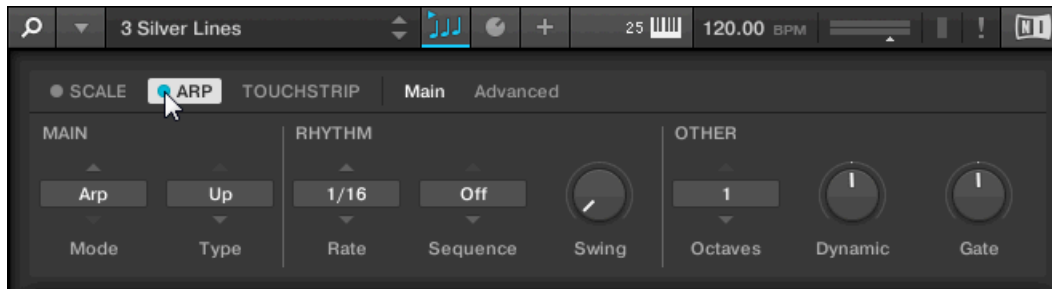 3 Silver Lines 25 120.00 BPM ! NI
SCALE ARP TOUCHSTRIP Main Advanced
MAIN RHYTHM OTHER
Arp Up 1/16 Off 1
Mode Type Rate Sequence Swing Octaves Dynamic Gate